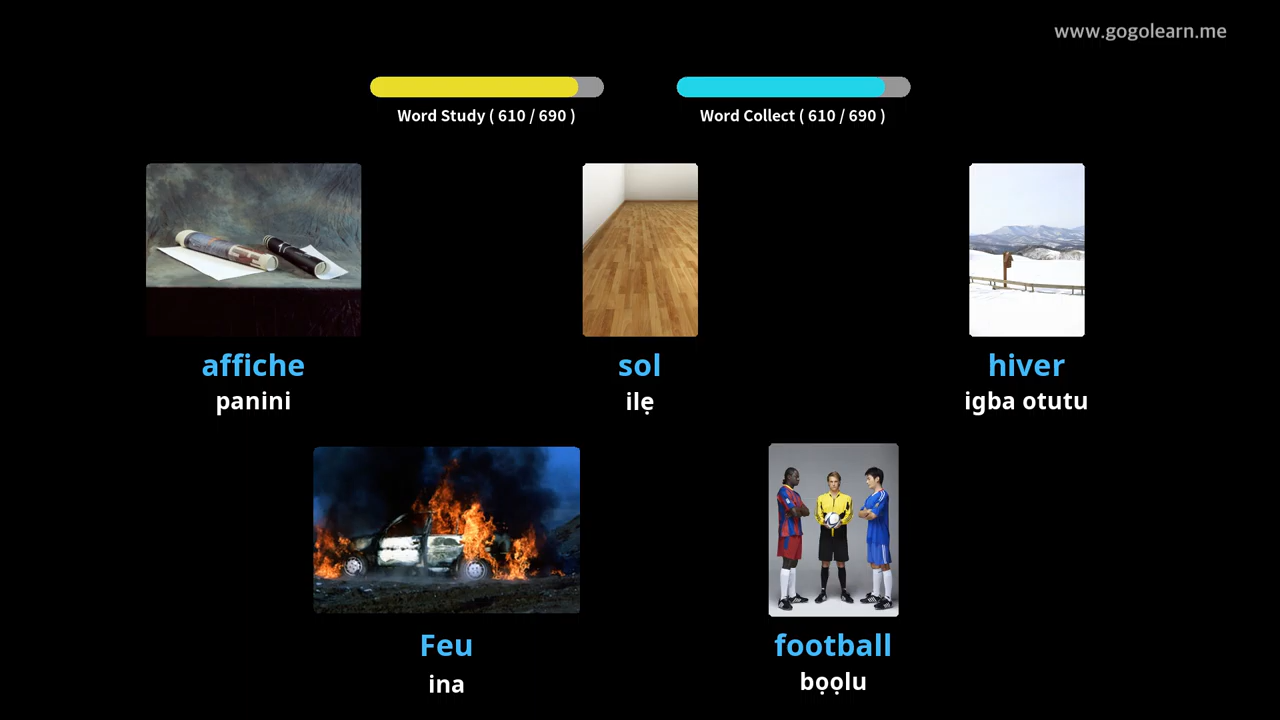 www.gogolearn.me
Word Study ( 610 / 690 )
Word Collect ( 610 / 690 )
affiche
panini
sol
ilẹ
hiver
igba otutu
Feu
ina
football
bọọlu